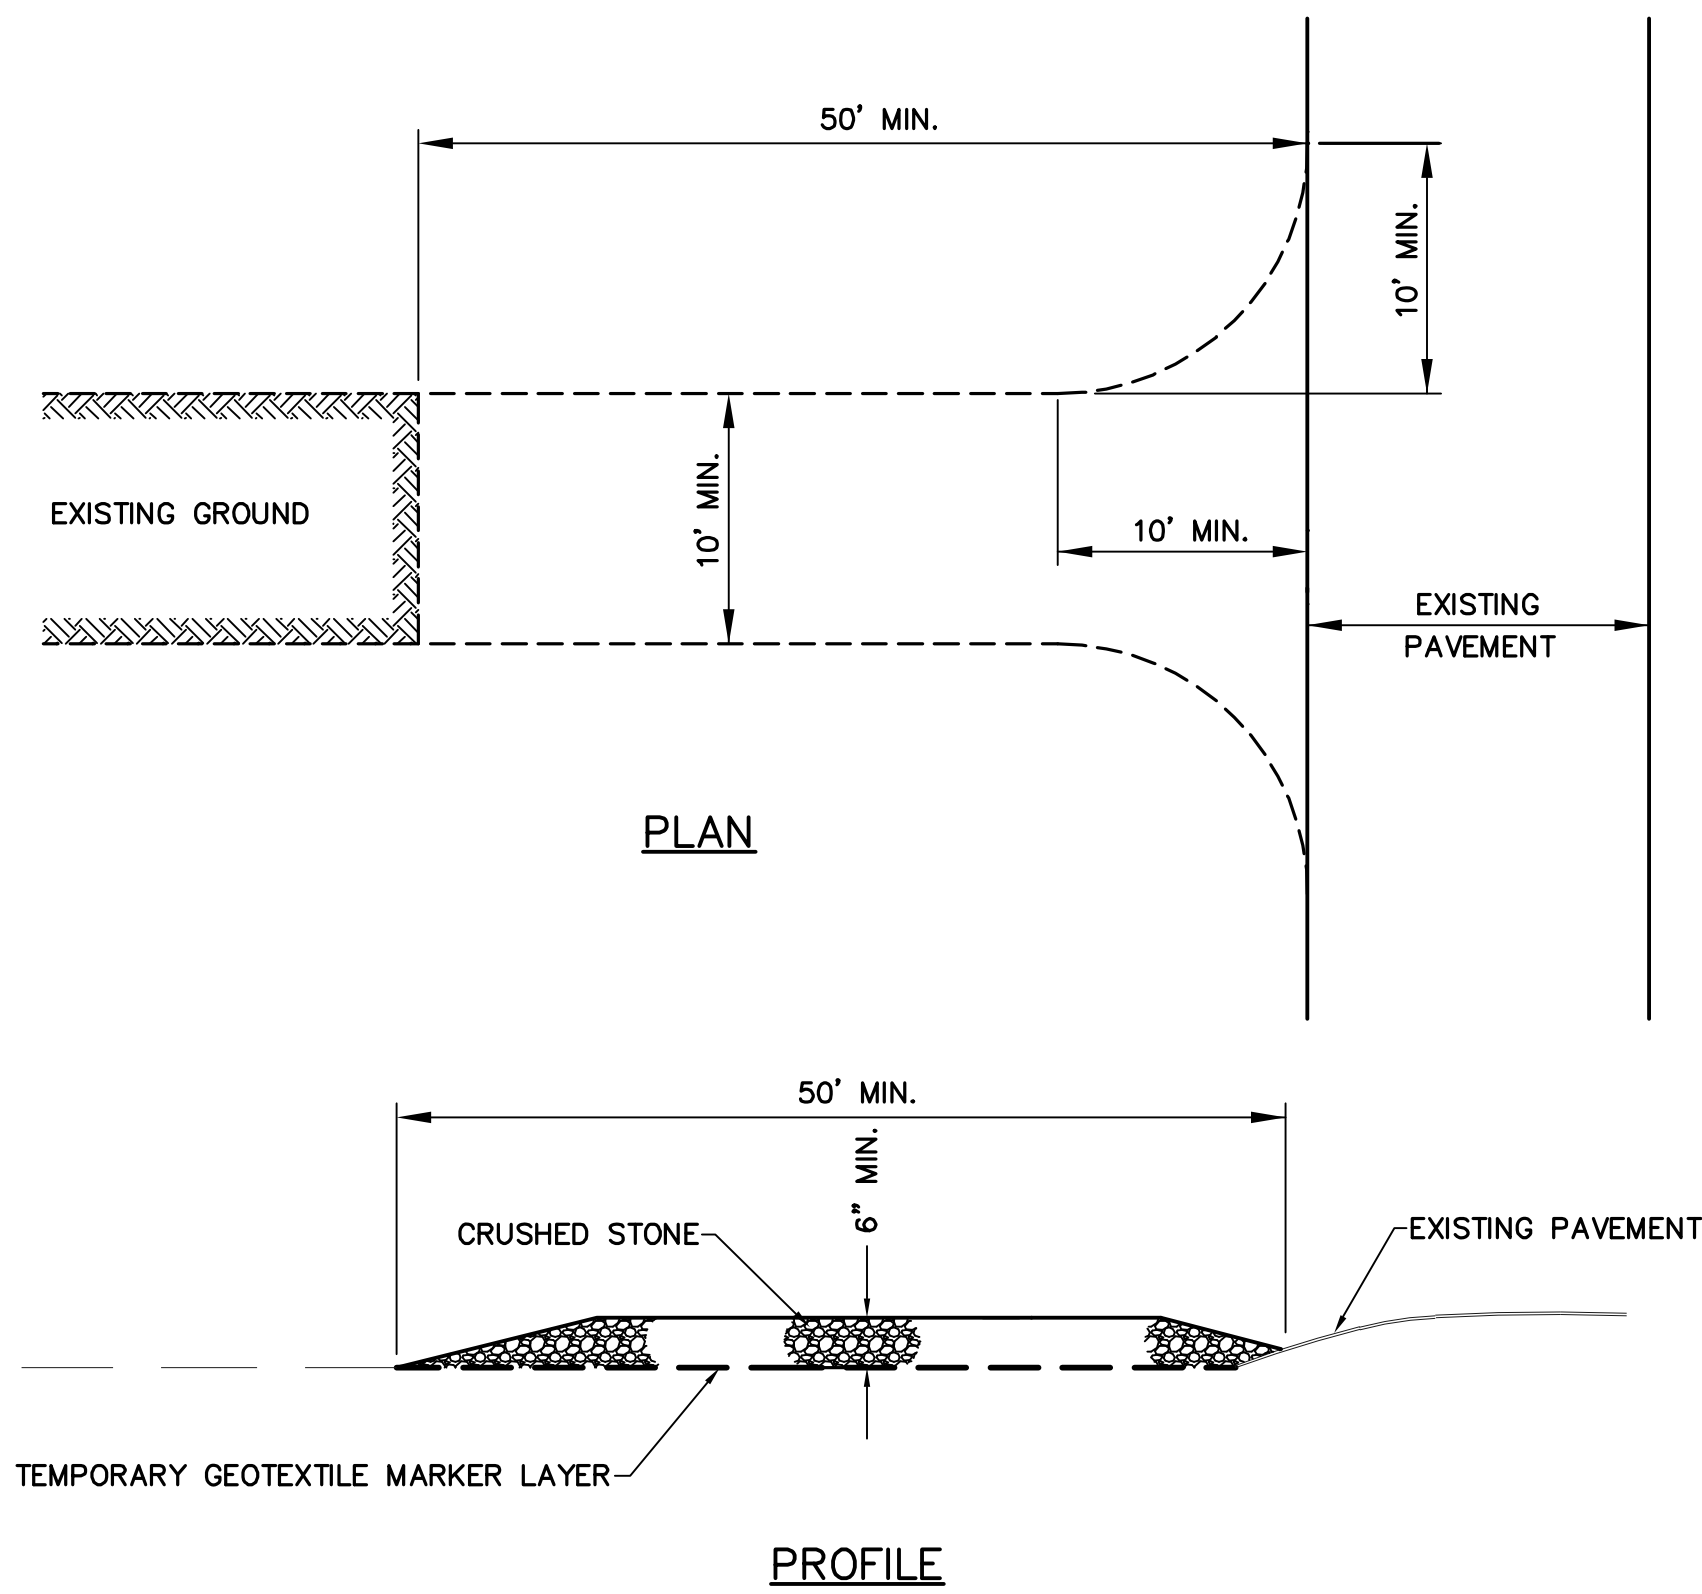 50' MIN.
10' MIN.
EXISTING GROUND
10' MIN.
10' MIN.
EXISTING
PAVEMENT
PLAN
50' MIN.
6" MIN.
CRUSHED STONE
EXISTING PAVEMENT
TEMPORARY GEOTEXTILE MARKER LAYER
PROFILE